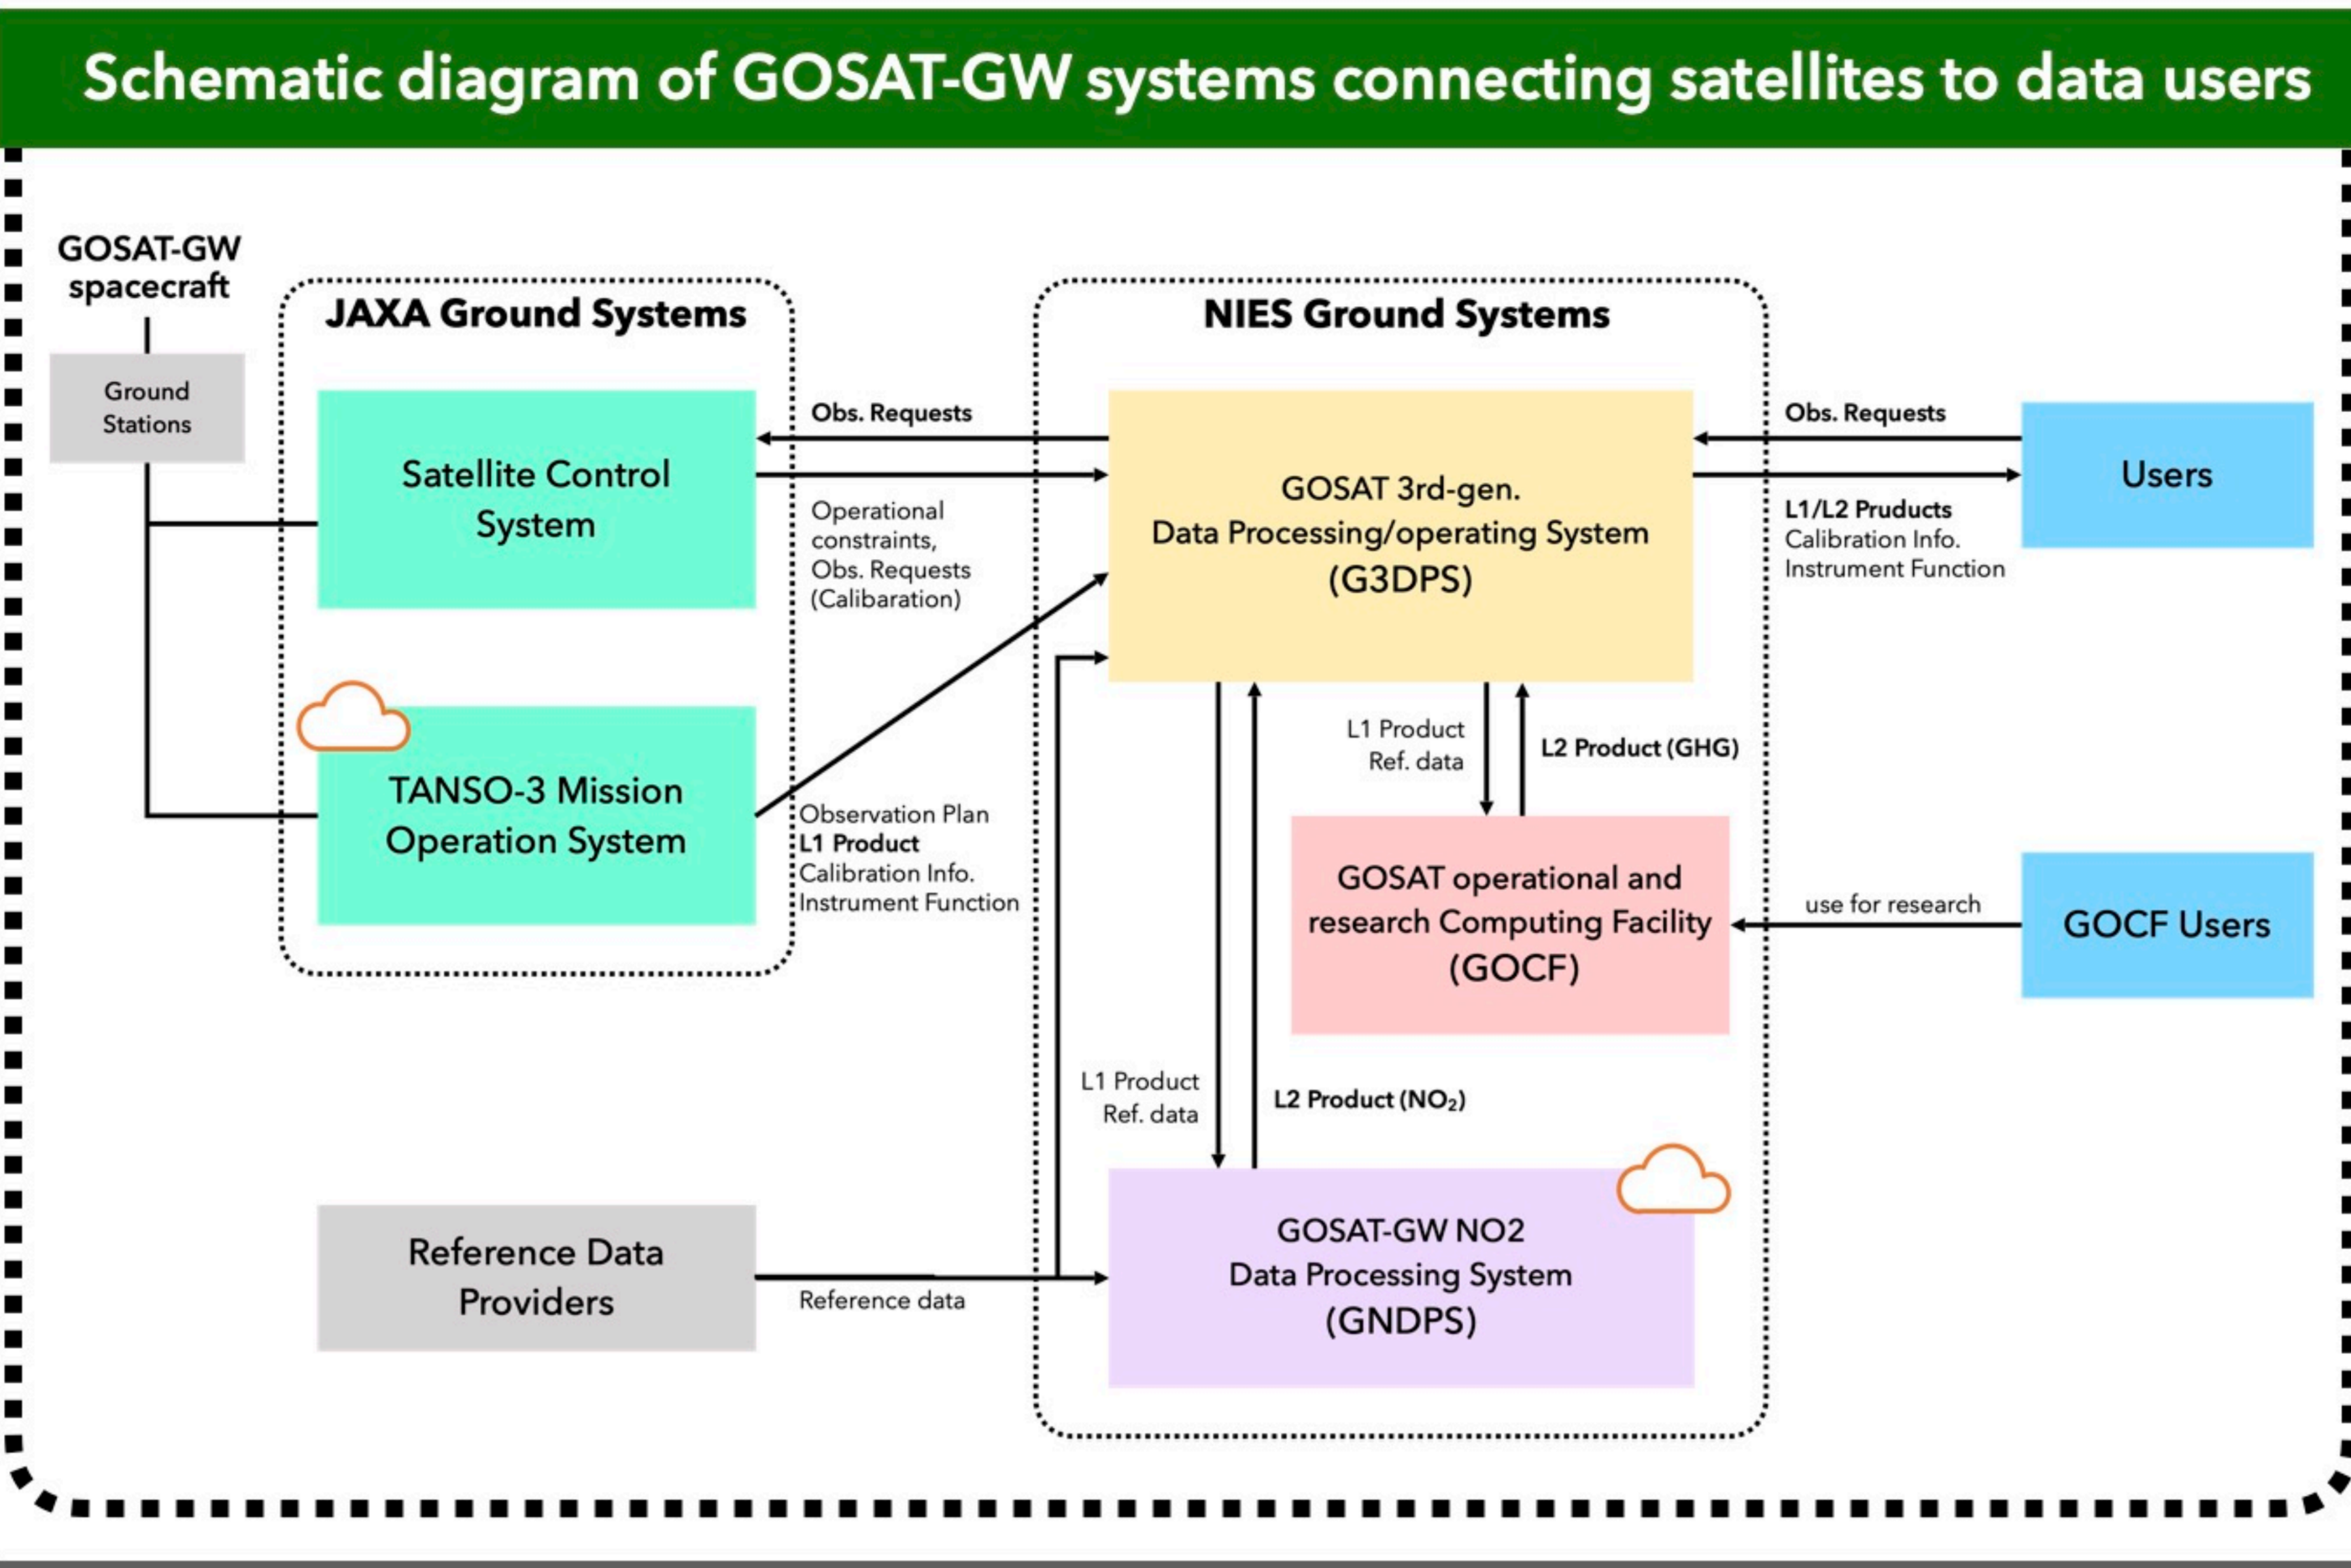 Schematic diagram of GOSAT-GW systems connecting satellites to data users
GOSAT-GW
spacecraft
Ground
Stations
JAXA Ground Systems
Satellite Control
System
TANSO-3 Mission
Operation System
Obs. Requests
Operational
constraints,
Obs. Requests
(Calibaration)
Observation Plan
L1 Product
Calibration Info.
Instrument Function
Reference Data
Providers
Reference data
NIES Ground Systems
GOSAT 3rd-gen.
Data Processing/operating System
(G3DPS)
L1 Product
Ref. data
L2 Product (GHG)
GOSAT operational and
research Computing Facility
(GOCF)
L1 Product
Ref. data
L2 Product (NO₂)
GOSAT-GW NO2
Data Processing System
(GNDPS)
Obs. Requests
L1/L2 Pruducts
Calibration Info.
Instrument Function
Users
use for research
GOCF Users